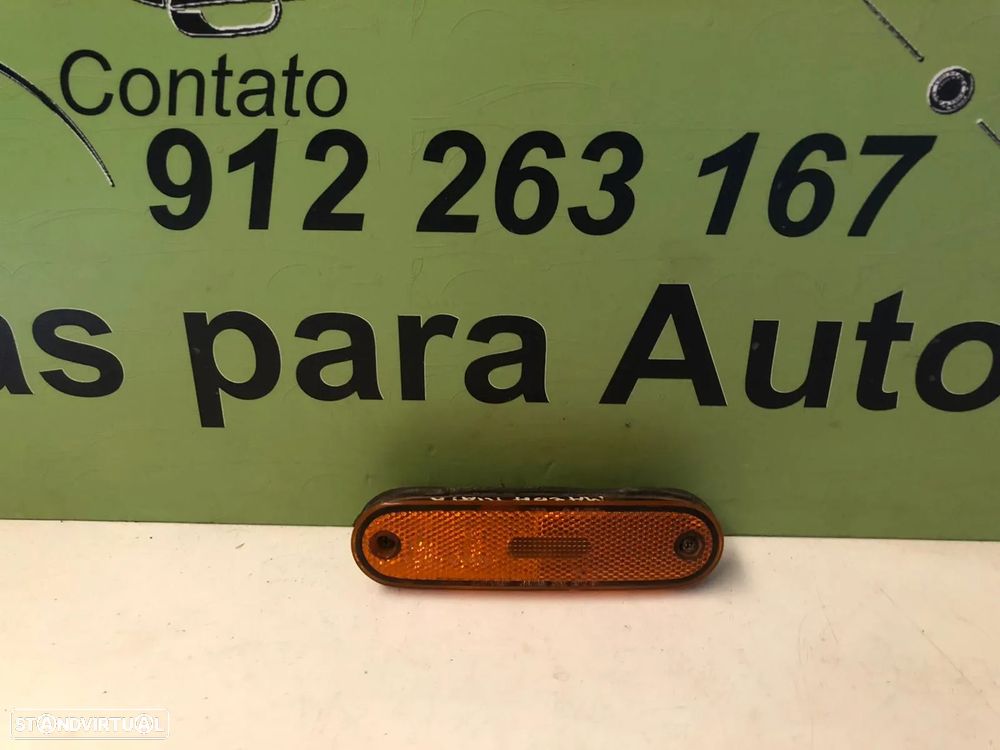 Contato
912 263 167
as para Auto
STANDVIRTUAL